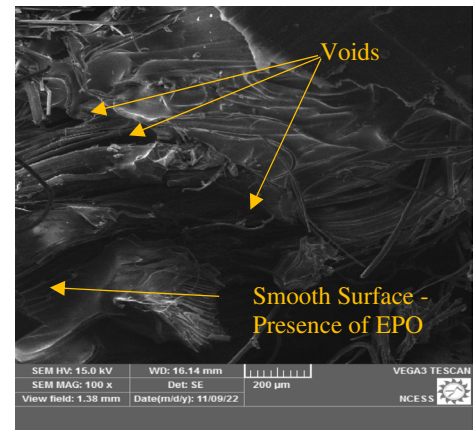 Voids
Smooth Surface -
Presence of EPO
SEM HV: 15.0 kV WD: 16.14 mm VEGA3 TESCAN
SEM MAG: 100 x Det: SE 200 µm
View field: 1.38 mm Date(m/d/y): 11/09/22 NCESS